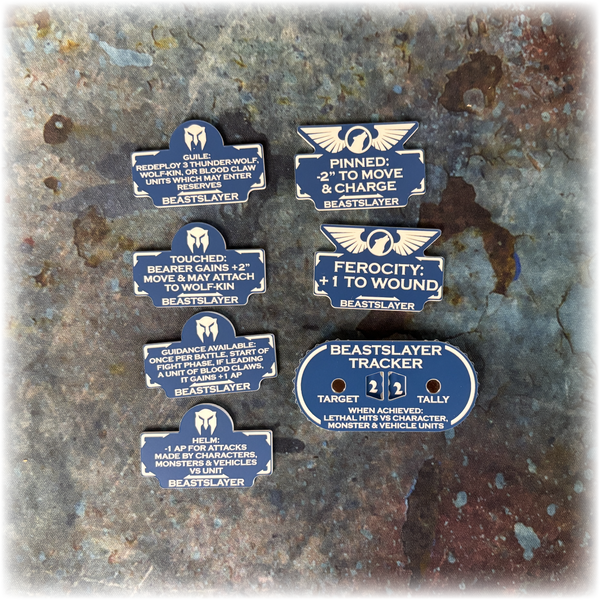 GUILE:
REDEPLOY 3 THUNDER-WOLF,
WOLF-KIN, OR BLOOD CLAW
UNITS WHICH MAY ENTER
RESERVES
BEASTSLAYER
TOUCHED:
BEARER GAINS +2"
MOVE & MAY ATTACH
TO WOLF-KIN
BEASTSLAYER
GUIDANCE AVAILABLE:
ONCE PER BATTLE, START OF
FIGHT PHASE, IF LEADING
A UNIT OF BLOOD CLAWS,
IT GAINS +1 AP
BEASTSLAYER
HELM:
-1 AP FOR ATTACKS
MADE BY CHARACTERS,
MONSTERS & VEHICLES
VS UNIT
BEASTSLAYER
PINNED:
-2" TO MOVE
& CHARGE
BEASTSLAYER
FEROCITY:
+1 TO WOUND
BEASTSLAYER
BEASTSLAYER
TRACKER
2 2
TARGET TALLY
WHEN ACHIEVED:
LETHAL HITS VS CHARACTER,
MONSTER & VEHICLE UNITS